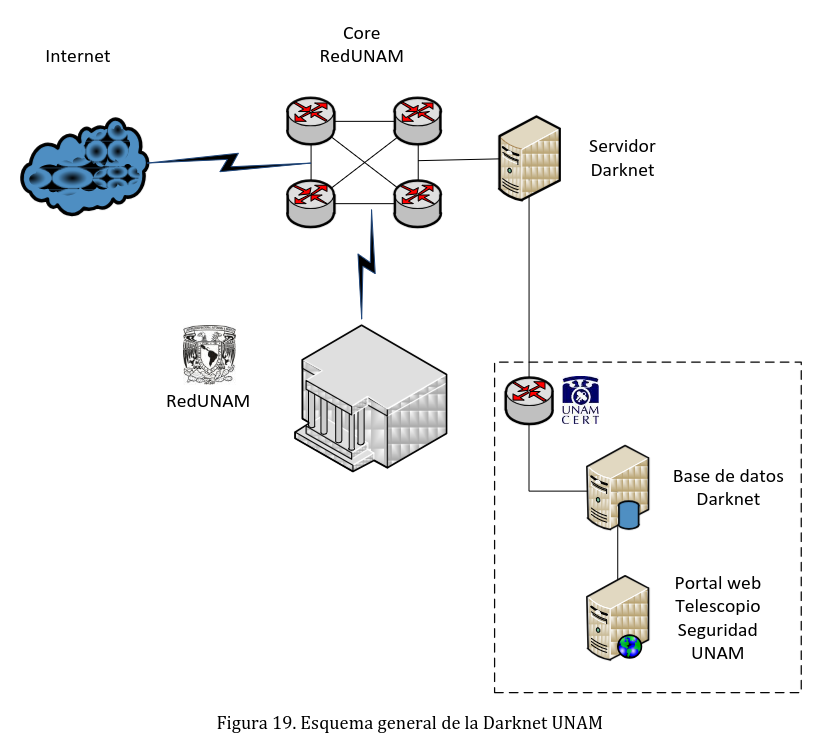 Core
RedUNAM
Internet
Servidor
Darknet
RedUNAM
UNAM
CERT
Base de datos
Darknet
Portal web
Telescopio
Seguridad
UNAM
Figura 19. Esquema general de la Darknet UNAM